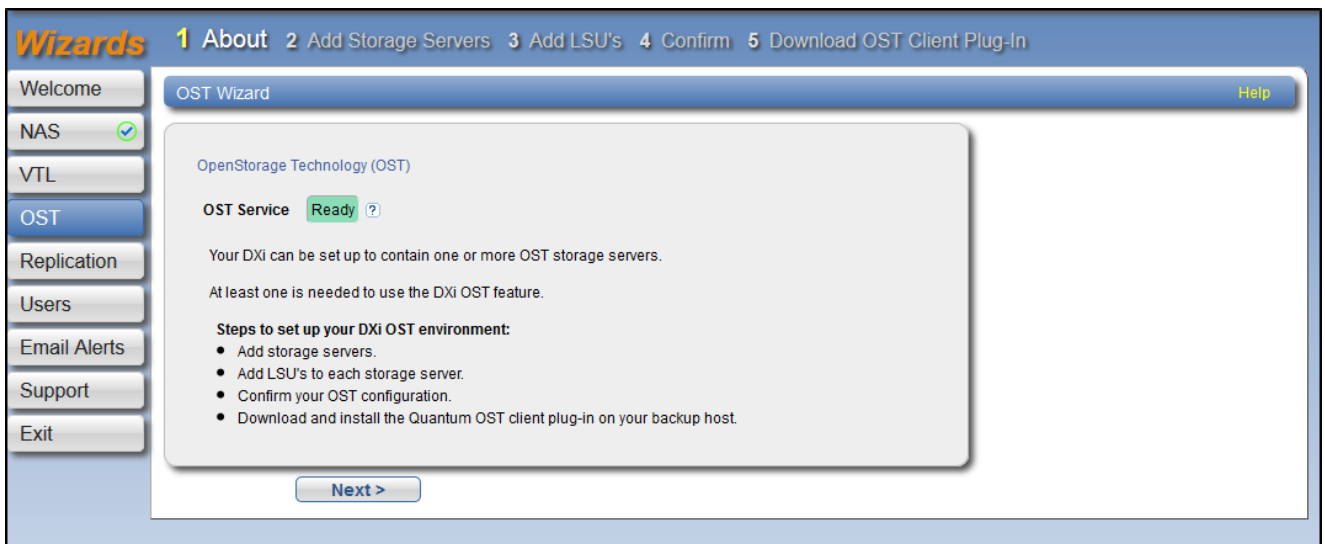 Wizards
1 About 2 Add Storage Servers 3 Add LSU's 4 Confirm 5 Download OST Client Plug-In
Welcome
NAS
VTL
OST
Replication
Users
Email Alerts
Support
Exit
OST Wizard Help
OpenStorage Technology (OST)
OST Service Ready ?
Your DXi can be set up to contain one or more OST storage servers.
At least one is needed to use the DXi OST feature.
Steps to set up your DXi OST environment:
• Add storage servers.
• Add LSU's to each storage server.
• Confirm your OST configuration.
• Download and install the Quantum OST client plug-in on your backup host.
Next >